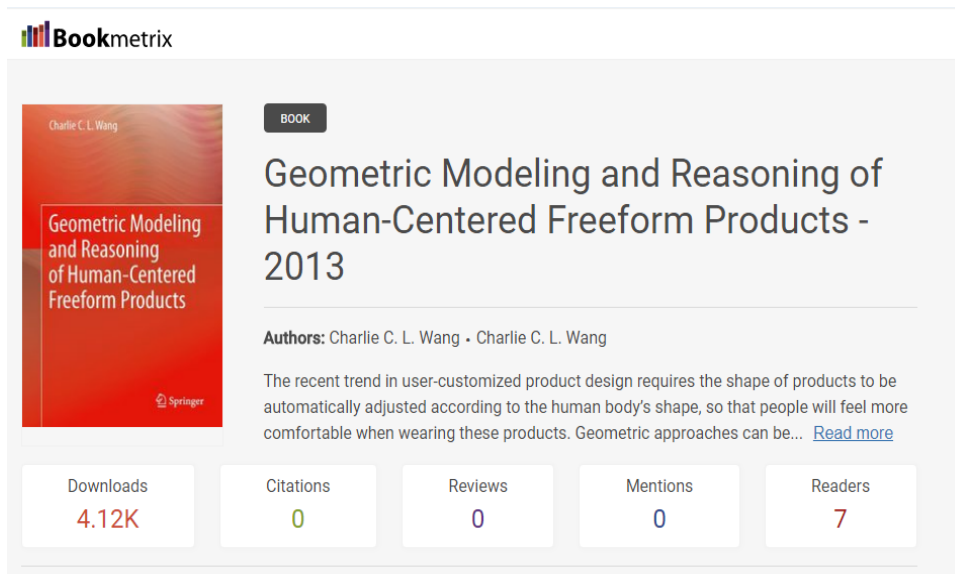 Bookmetrix
Charlie C. L. Wang
Geometric Modeling
and Reasoning
of Human-Centered
Freeform Products
Springer
BOOK
Geometric Modeling and Reasoning of
Human-Centered Freeform Products -
2013
Authors: Charlie C. L. Wang • Charlie C. L. Wang
The recent trend in user-customized product design requires the shape of products to be
automatically adjusted according to the human body's shape, so that people will feel more
comfortable when wearing these products. Geometric approaches can be... Read more
Downloads
4.12K
Citations
0
Reviews
0
Mentions
0
Readers
7